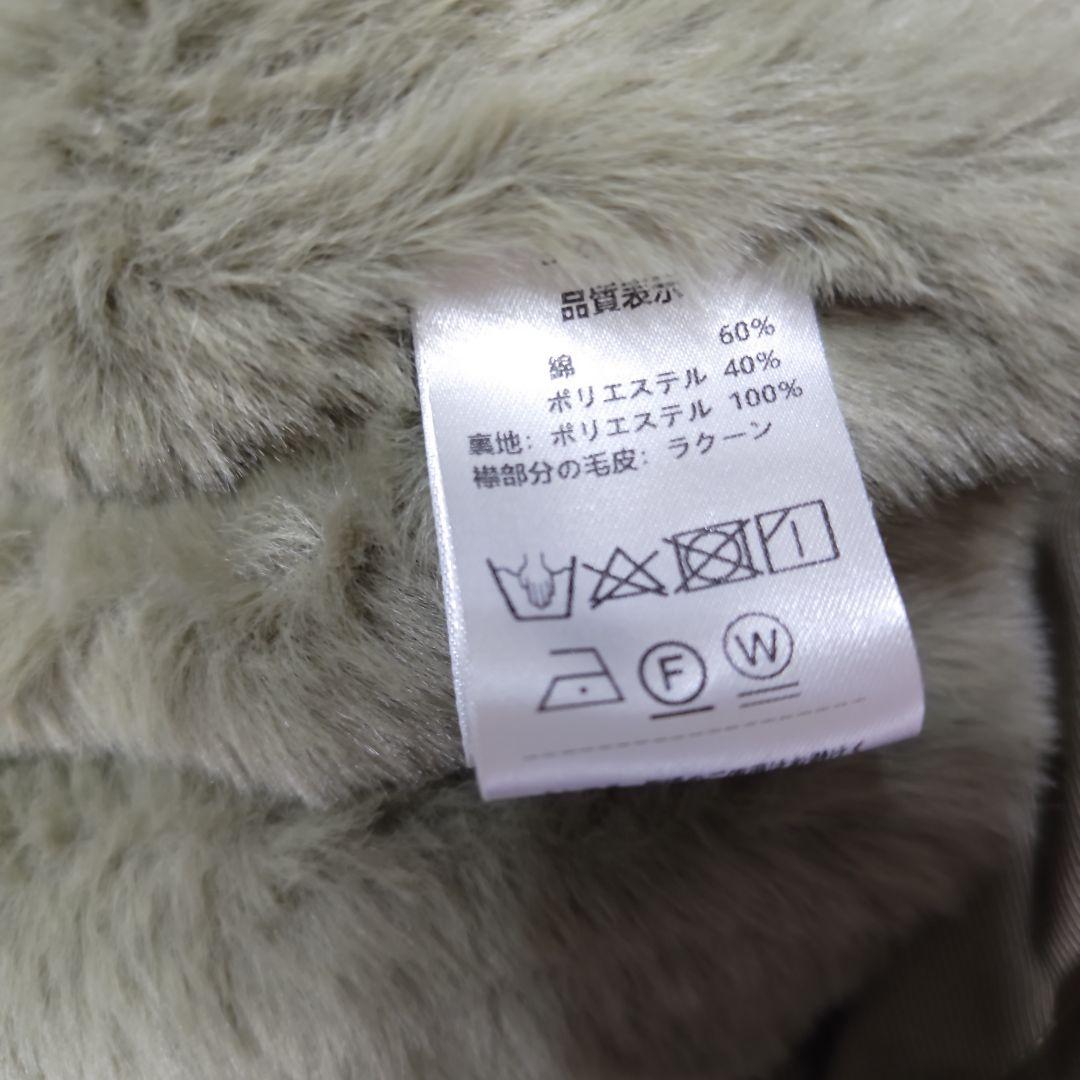 品質表示
綿 60%
ポリエステル 40%
裏地: ポリエステル 100%
襟部分の毛皮: ラクーン
F W